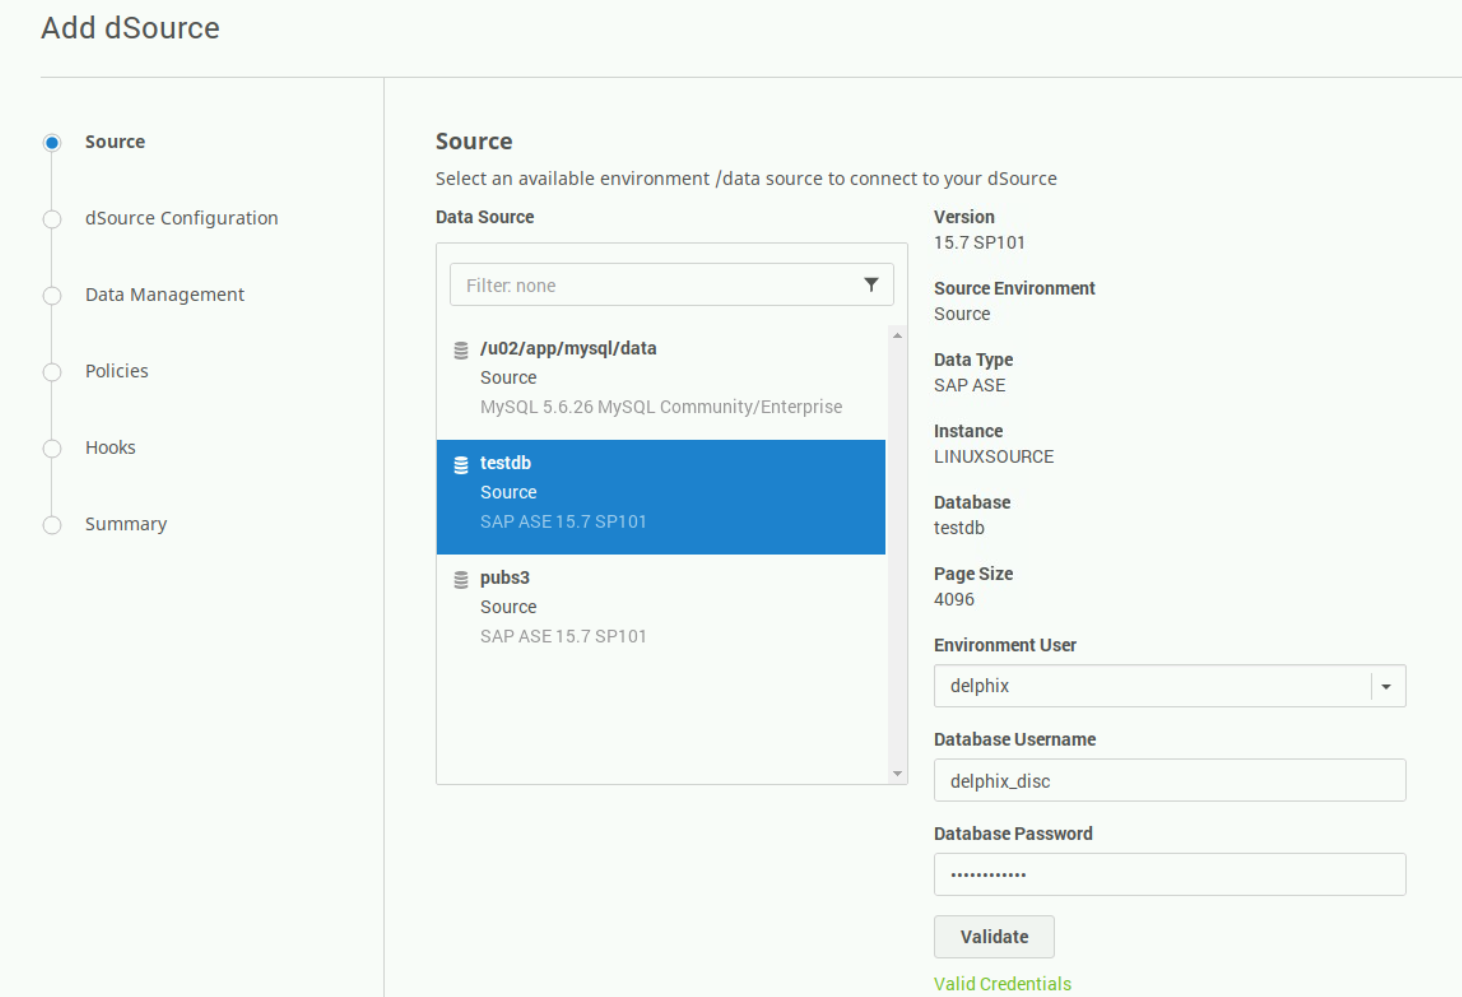 Add dSource
Source
dSource Configuration
Data Management
Policies
Hooks
Summary
Source
Select an available environment /data source to connect to your dSource
Data Source
Filter: none
/u02/app/mysql/data
Source
MySQL 5.6.26 MySQL Community/Enterprise
testdb
Source
SAP ASE 15.7 SP101
pubs3
Source
SAP ASE 15.7 SP101
Version
15.7 SP101
Source Environment
Source
Data Type
SAP ASE
Instance
LINUXSOURCE
Database
testdb
Page Size
4096
Environment User
delphix
Database Username
delphix_disc
Database Password
••••••••••••
Validate
Valid Credentials